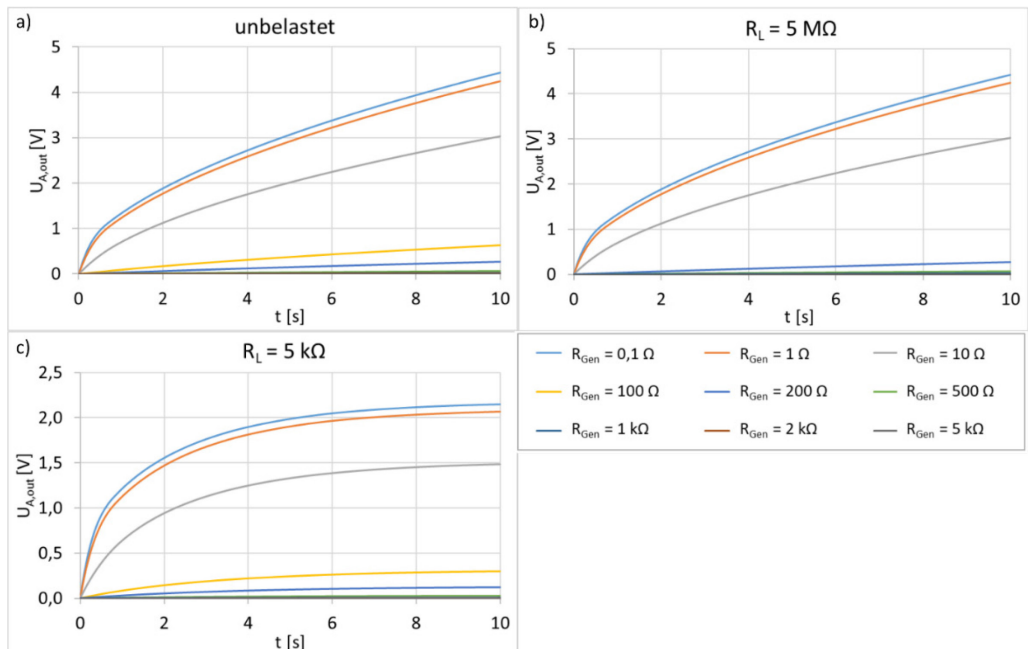 a)
unbelastet
U_A,out [V]
5
4
3
2
1
0
0 2 4 6 8 10
t [s]
b)
R_L = 5 MΩ
U_A,out [V]
5
4
3
2
1
0
0 2 4 6 8 10
t [s]
c)
R_L = 5 kΩ
U_A,out [V]
2,5
2,0
1,5
1,0
0,5
0,0
0 2 4 6 8 10
t [s]
R_Gen = 0,1 Ω R_Gen = 1 Ω R_Gen = 10 Ω
R_Gen = 100 Ω R_Gen = 200 Ω R_Gen = 500 Ω
R_Gen = 1 kΩ R_Gen = 2 kΩ R_Gen = 5 kΩ